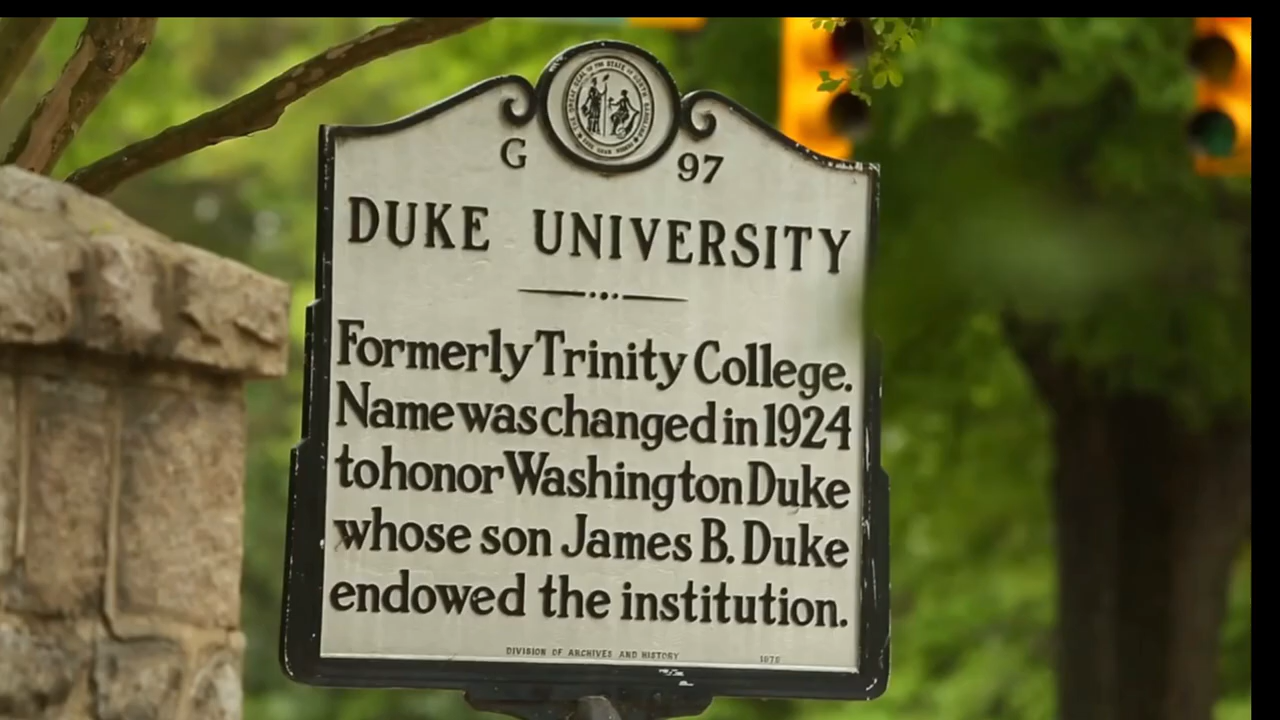 G 97
DUKE UNIVERSITY
Formerly Trinity College.
Name was changed in 1924
to honor Washington Duke
whose son James B. Duke
endowed the institution.
DIVISION OF ARCHIVES AND HISTORY